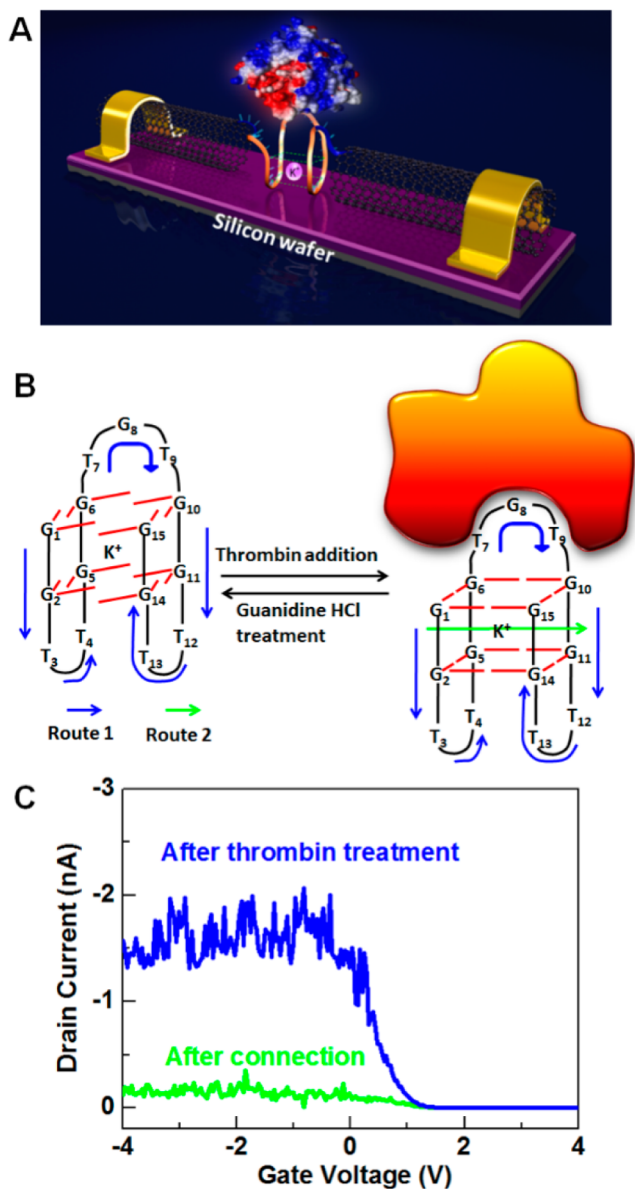 A
K⁺
Silicon wafer
B
G₈
T₇ T₉
G₆ G₁₀
G₁ G₁₅
K⁺
G₅ G₁₁
G₂ G₁₄
T₄ T₁₂
T₃ T₁₃
Route 1 Route 2
Thrombin addition
Guanidine HCl
treatment
G₈
T₇ T₉
G₆ G₁₀
G₁ G₁₅
K⁺
G₅ G₁₁
G₂ G₁₄
T₄ T₁₂
T₃ T₁₃
C
-3
After thrombin treatment
-2
Drain Current (nA)
-1
After connection
0
-4 -2 0 2 4
Gate Voltage (V)